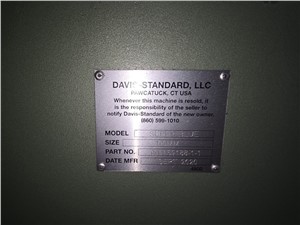 DAVIS-STANDARD, LLC
PAWCATUCK, CT USA
Whenever this machine is resold, it
is the responsibility of the seller to
notify Davis-Standard of the new owner.
(860) 599-1010
MODEL
SIZE
PART NO.
DATE MFR